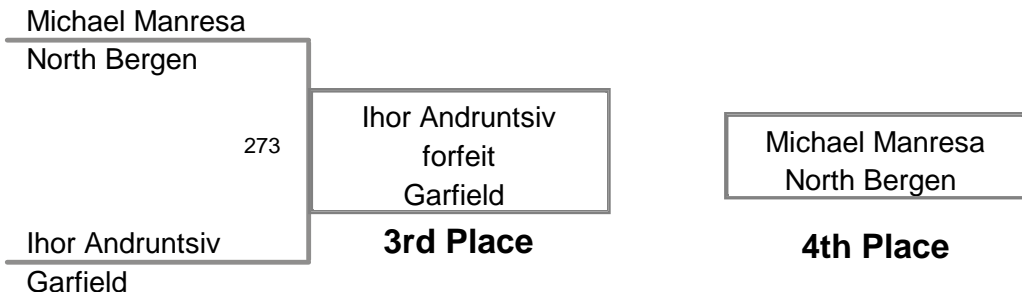 Michael Manresa
North Bergen
273
Ihor Andruntsiv
Garfield
Ihor Andruntsiv
forfeit
Garfield
3rd Place
Michael Manresa
North Bergen
4th Place